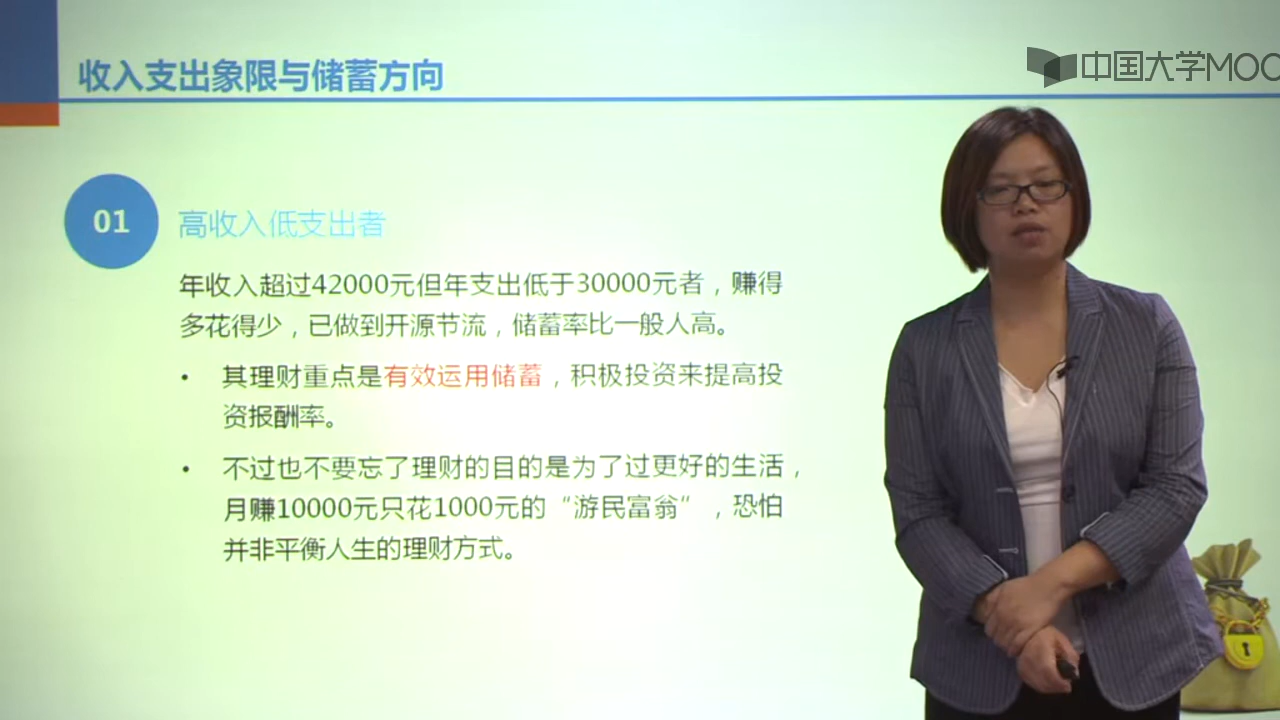 收入支出象限与储蓄方向
中国大学MOOC
01
高收入低支出者
年收入超过42000元但年支出低于30000元者，赚得
多花得少，已做到开源节流，储蓄率比一般人高。
• 其理财重点是有效运用储蓄，积极投资来提高投
资报酬率。
• 不过也不要忘了理财的目的是为了过更好的生活，
月赚10000元只花1000元的“游民富翁”，恐怕
并非平衡人生的理财方式。